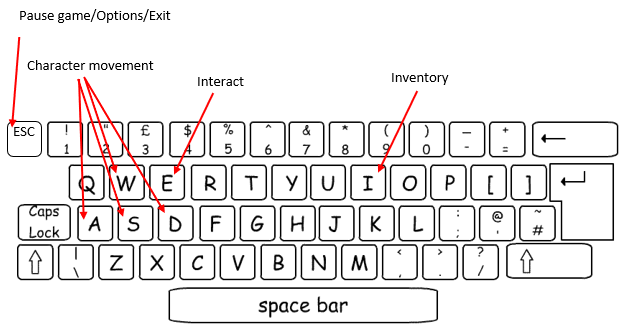 Pause game/Options/Exit
Character movement
Interact
Inventory
ESC ! " £ $ % ^ & * ( ) — +
1 2 3 4 5 6 7 8 9 0 - =
Q W E R T Y U I O P [ ]
Caps Lock A S D F G H J K L : ; @ ' ~ #
| \ Z X C V B N M < , > . ? /
space bar